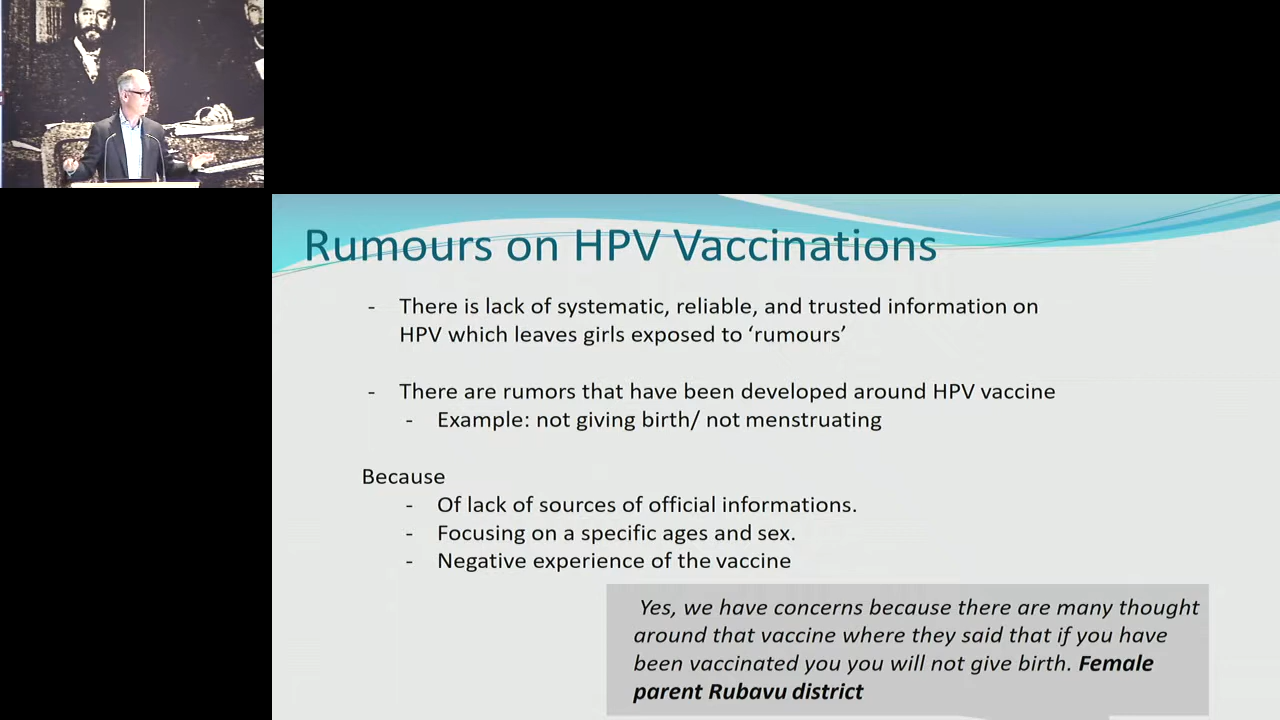 Rumours on HPV Vaccinations
- There is lack of systematic, reliable, and trusted information on
HPV which leaves girls exposed to ‘rumours’
- There are rumors that have been developed around HPV vaccine
- Example: not giving birth/ not menstruating
Because
- Of lack of sources of official informations.
- Focusing on a specific ages and sex.
- Negative experience of the vaccine
Yes, we have concerns because there are many thought
around that vaccine where they said that if you have
been vaccinated you you will not give birth. Female
parent Rubavu district